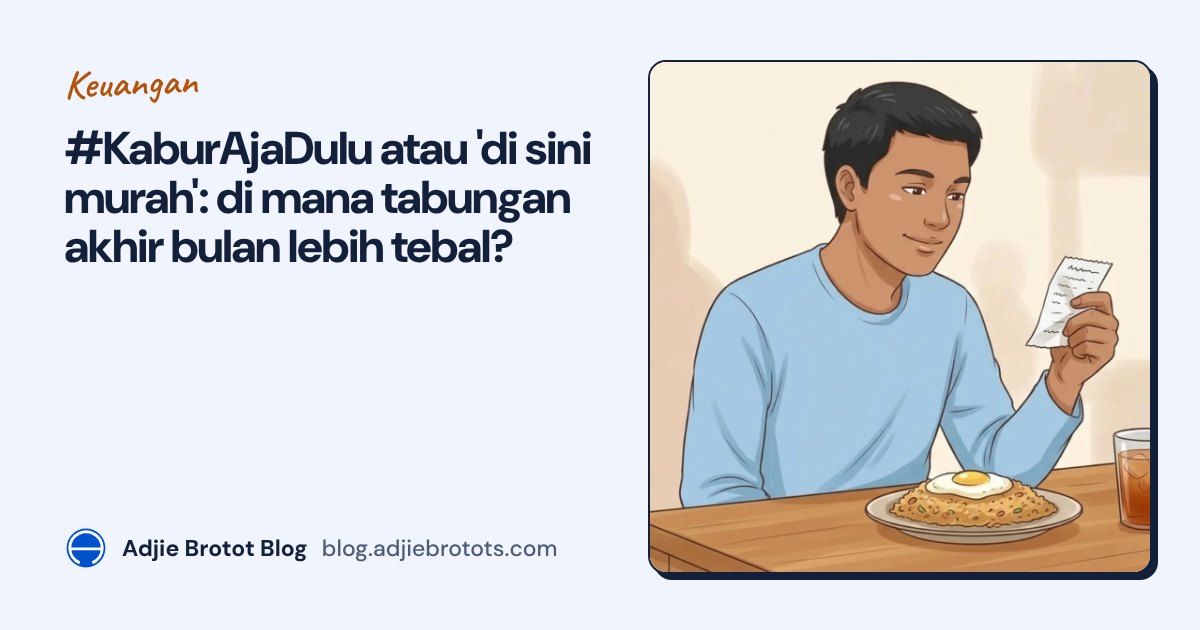 Keuangan
#KaburAjaDulu atau 'di sini
murah': di mana tabungan
akhir bulan lebih tebal?
Adjie Brotot Blog blog.adjiebrotots.com